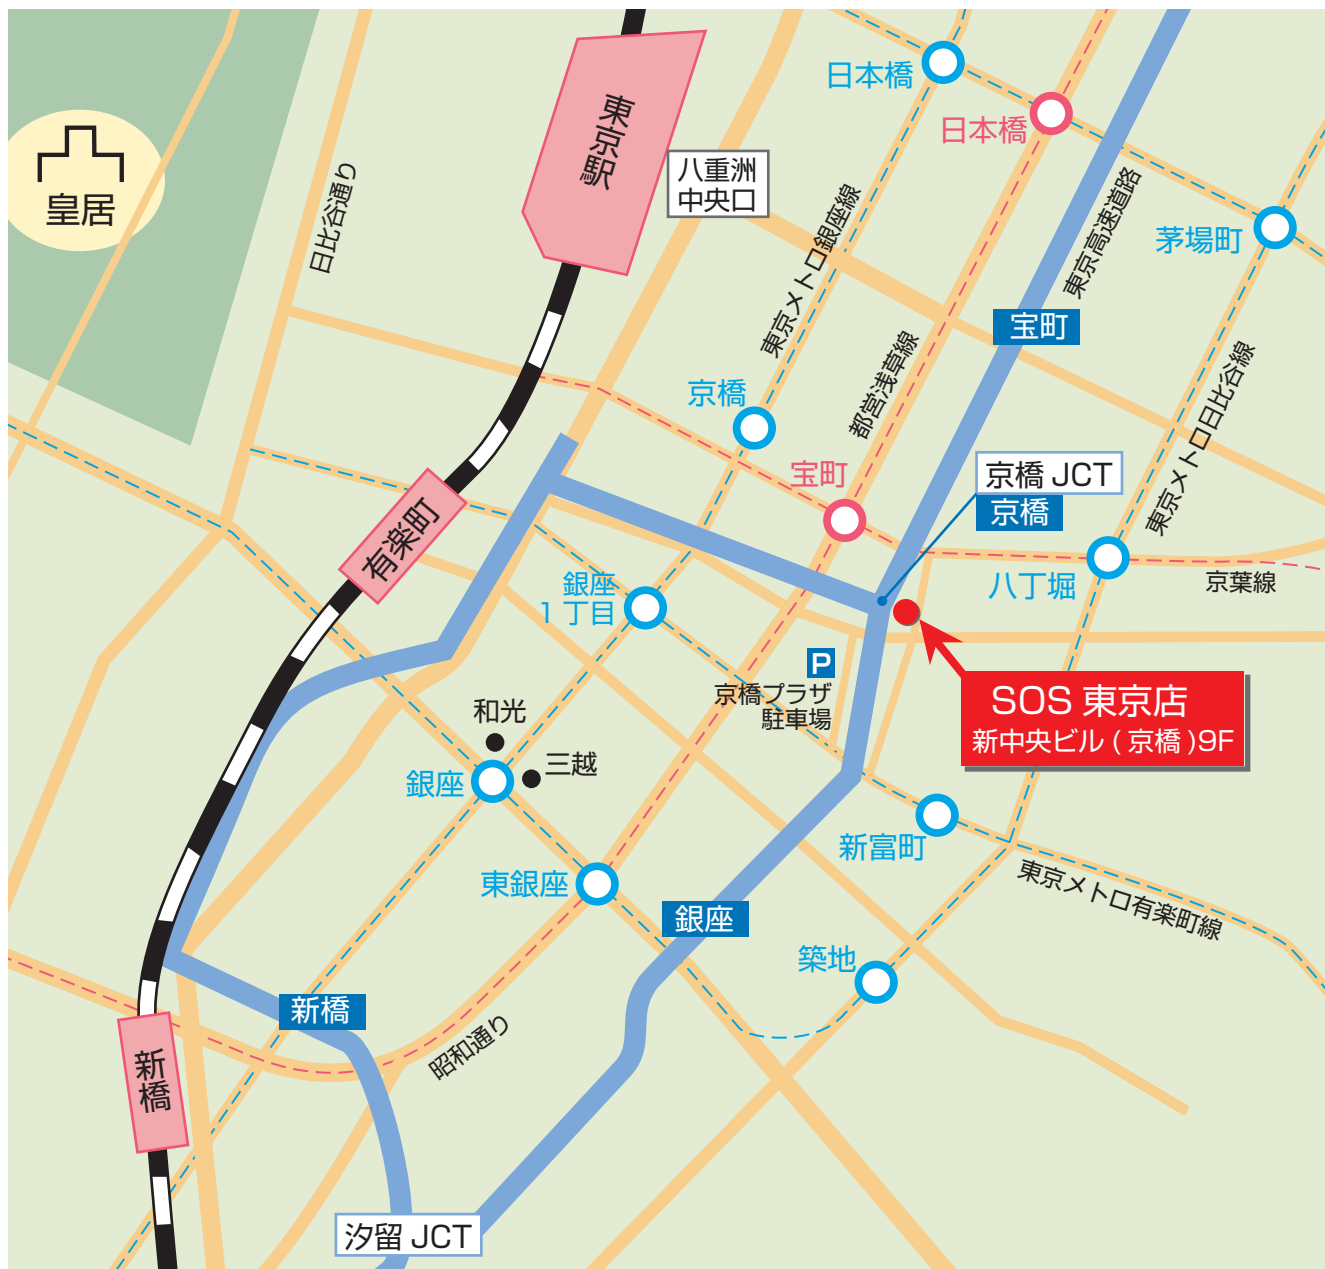 日本橋
日本橋
東京駅
八重洲
中央口
皇居
日比谷通り
東京メトロ銀座線
東京高速道路
茅場町
宝町
都営浅草線
東京メトロ日比谷線
京橋
宝町
京橋 JCT
京橋
有楽町
銀座
1 丁目
八丁堀
京葉線
P
京橋プラザ
駐車場
SOS 東京店
新中央ビル ( 京橋 )9F
和光
三越
銀座
新富町
東銀座
銀座
東京メトロ有楽町線
築地
新橋
昭和通り
新橋
汐留 JCT